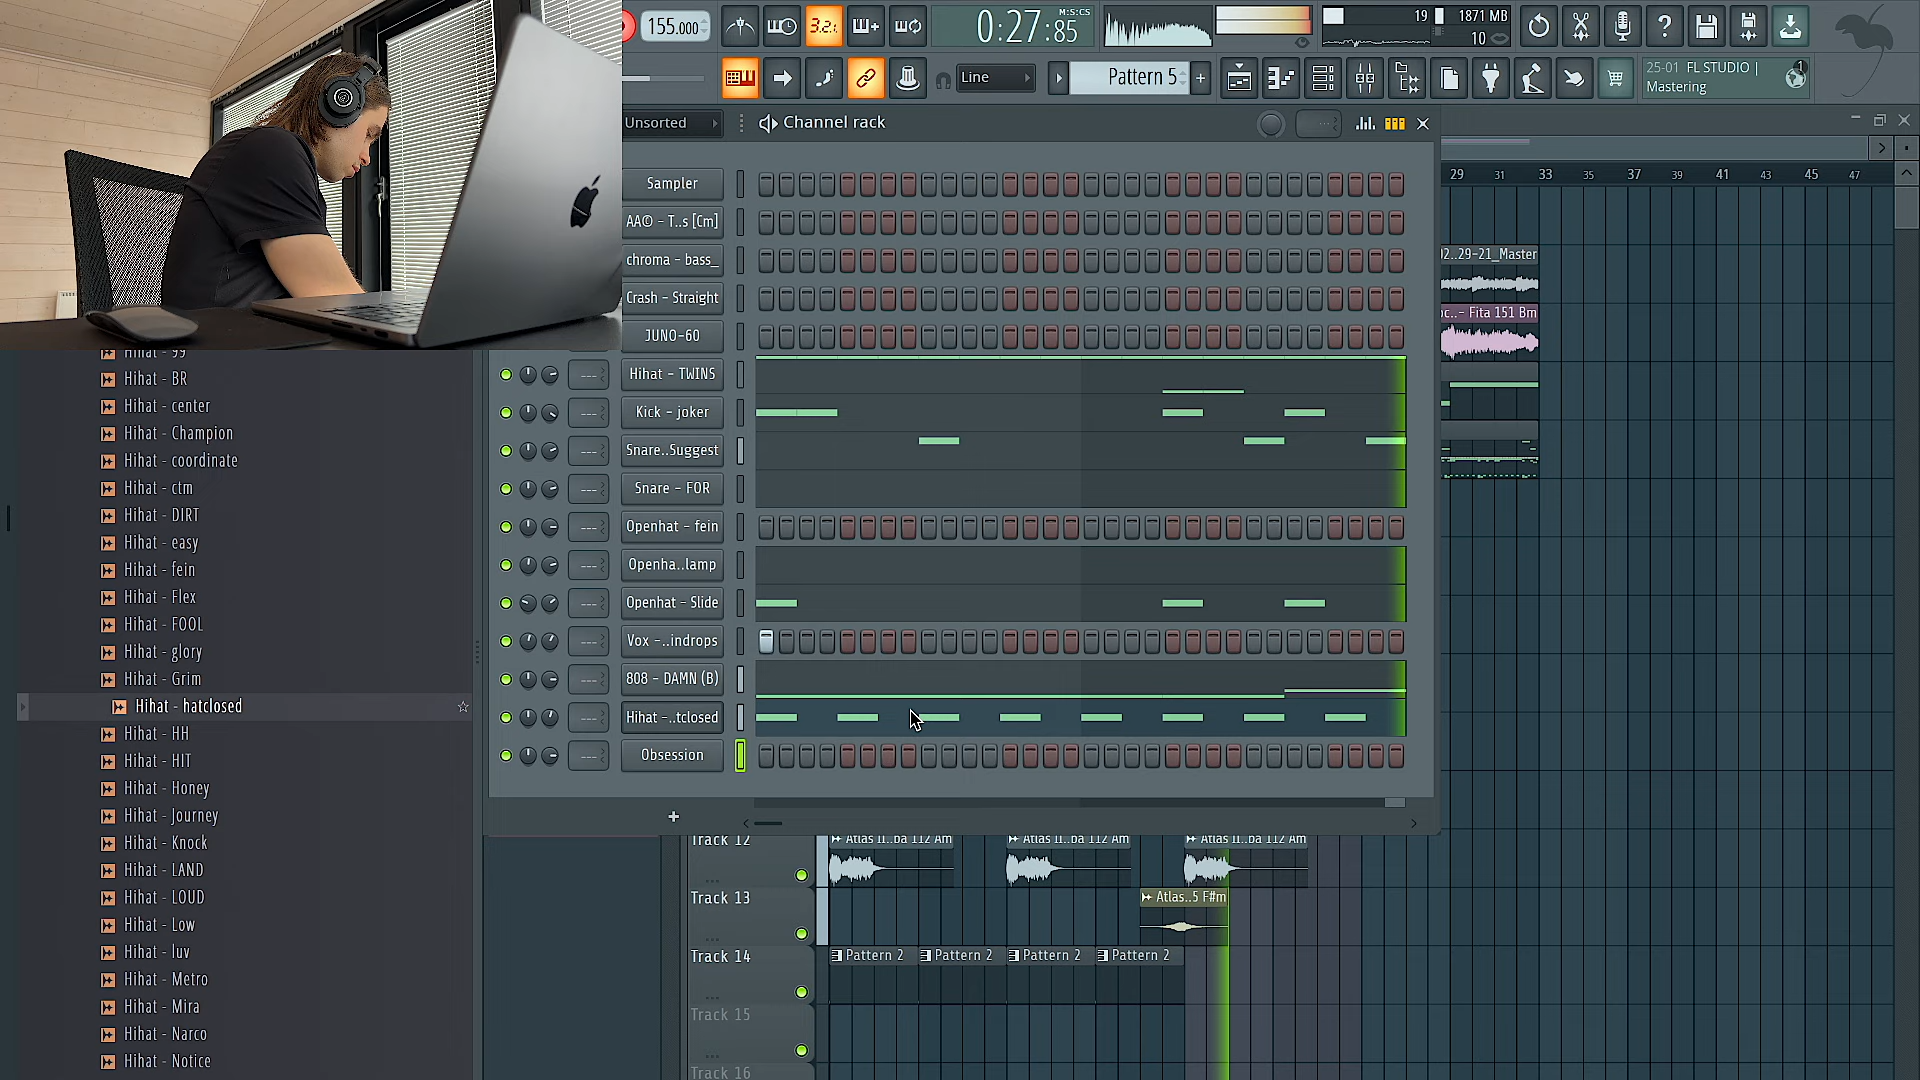 155.000
3.2.
0:27:85
M:S:CS
19
1871 MB
10
Line
Pattern 5
+
25-01 FL STUDIO |
Mastering
1
Unsorted
Channel rack
Sampler
AA© - T..s [Cm]
chroma - bass_
Crash - Straight
JUNO-60
Hihat - TWINS
Kick - joker
Snare..Suggest
Snare - FOR
Openhat - fein
Openha..lamp
Openhat - Slide
Vox -..indrops
808 - DAMN (B)
Hihat -..tclosed
Obsession
+
29 31 33 35 37 39 41 43 45 47
2..29-21_Master
c..- Fita 151 Bm
Hihat - 99
Hihat - BR
Hihat - center
Hihat - Champion
Hihat - coordinate
Hihat - ctm
Hihat - DIRT
Hihat - easy
Hihat - fein
Hihat - Flex
Hihat - FOOL
Hihat - glory
Hihat - Grim
Hihat - hatclosed
Hihat - HH
Hihat - HIT
Hihat - Honey
Hihat - Journey
Hihat - Knock
Hihat - LAND
Hihat - LOUD
Hihat - Low
Hihat - luv
Hihat - Metro
Hihat - Mira
Hihat - Narco
Hihat - Notice
Track 12
Atlas II..ba 112 Am
Atlas II..ba 112 Am
Atlas II..ba 112 Am
Track 13
Atlas..5 F#m
Track 14
Pattern 2
Pattern 2
Pattern 2
Pattern 2
Track 15
Track 16